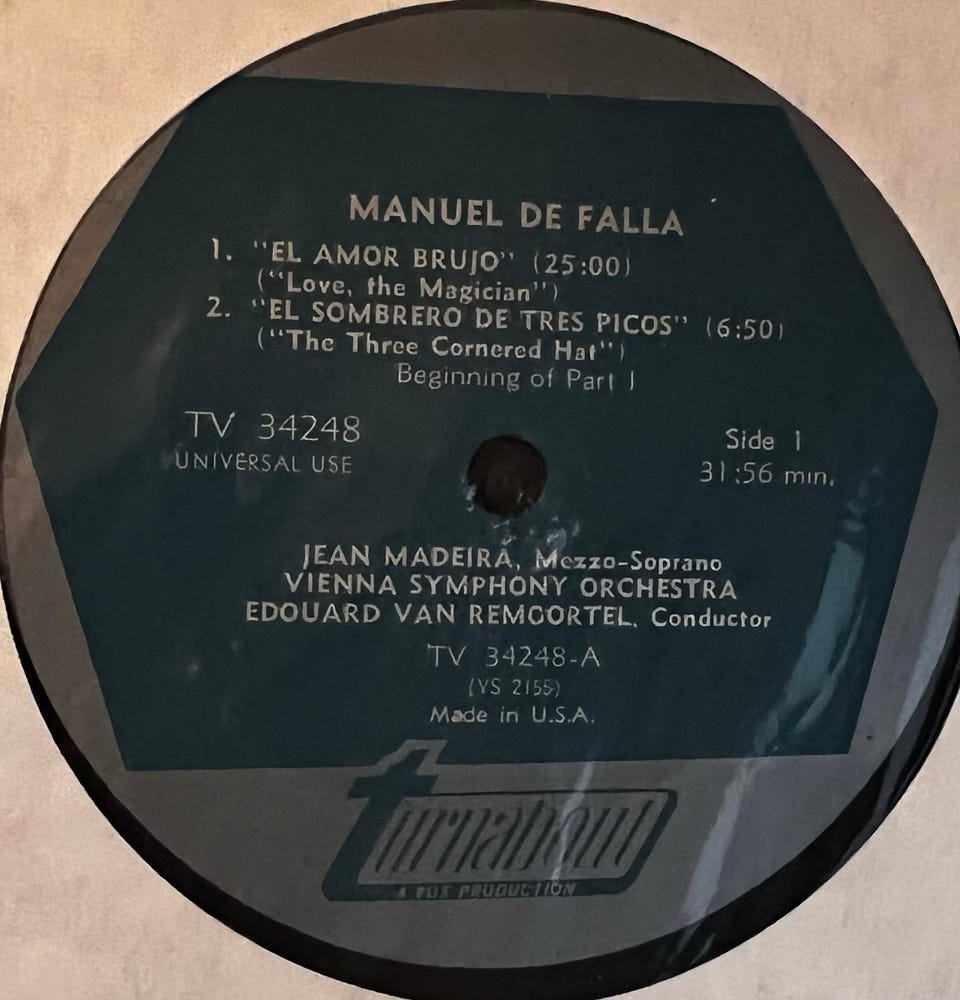 MANUEL DE FALLA
1. "EL AMOR BRUJO" (25:00)
("Love, the Magician")
2. "EL SOMBRERO DE TRES PICOS" (6:50)
("The Three Cornered Hat")
Beginning of Part I
TV 34248
UNIVERSAL USE
Side 1
31:56 min.
JEAN MADEIRA, Mezzo-Soprano
VIENNA SYMPHONY ORCHESTRA
EDOUARD VAN REMOORTEL, Conductor
TV 34248-A
(VS 2155)
Made in U.S.A.
turnabout
A VOX PRODUCTION